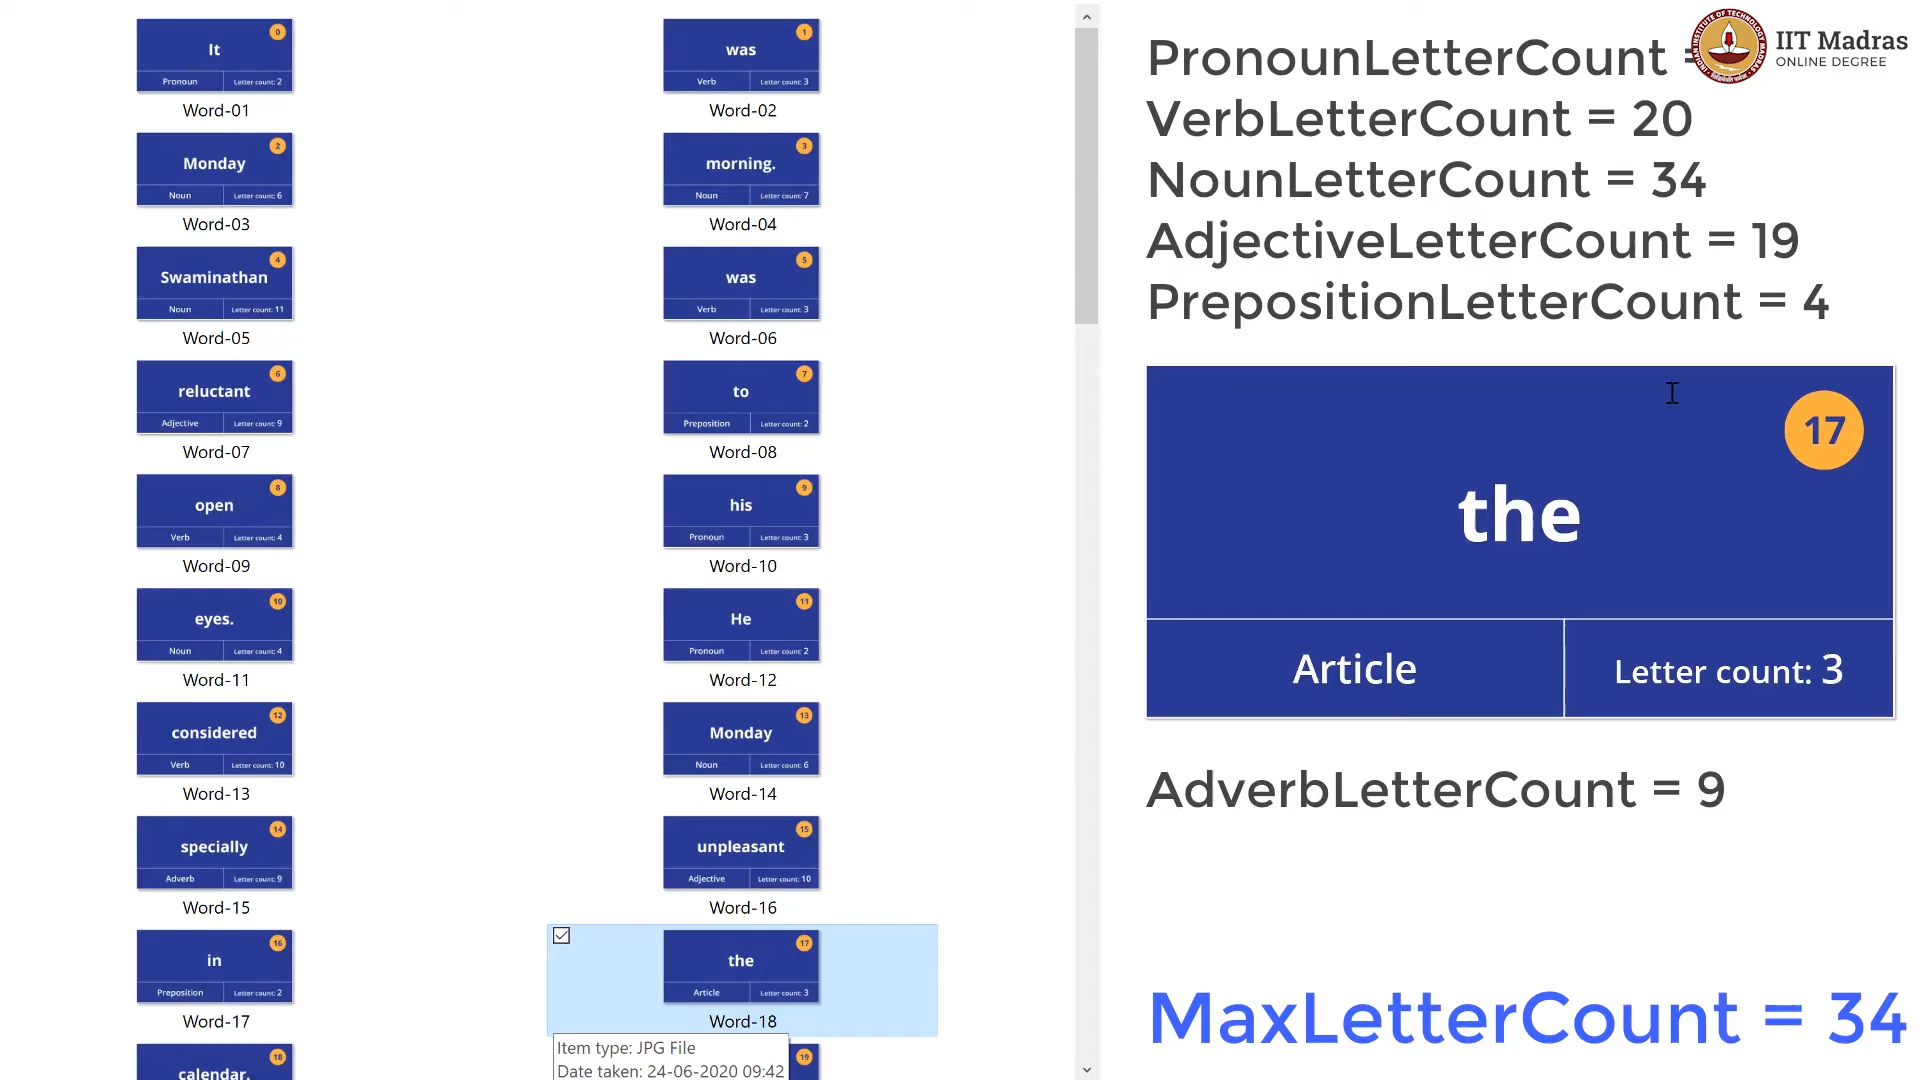 It
0
Pronoun
Letter count: 2
Word-01
was
1
Verb
Letter count: 3
Word-02
Monday
2
Noun
Letter count: 6
Word-03
morning.
3
Noun
Letter count: 7
Word-04
Swaminathan
4
Noun
Letter count: 11
Word-05
was
5
Verb
Letter count: 3
Word-06
reluctant
6
Adjective
Letter count: 9
Word-07
to
7
Preposition
Letter count: 2
Word-08
open
8
Verb
Letter count: 4
Word-09
his
9
Pronoun
Letter count: 3
Word-10
eyes.
10
Noun
Letter count: 4
Word-11
He
11
Pronoun
Letter count: 2
Word-12
considered
12
Verb
Letter count: 10
Word-13
Monday
13
Noun
Letter count: 6
Word-14
specially
14
Adverb
Letter count: 9
Word-15
unpleasant
15
Adjective
Letter count: 10
Word-16
in
16
Preposition
Letter count: 2
Word-17
the
17
Article
Letter count: 3
Word-18
calendar.
18
19
Item type: JPG File
Date taken: 24-06-2020 09:42
PronounLetterCount =
VerbLetterCount = 20
NounLetterCount = 34
AdjectiveLetterCount = 19
PrepositionLetterCount = 4
17
the
Article
Letter count: 3
AdverbLetterCount = 9
MaxLetterCount = 34
IIT Madras
ONLINE DEGREE